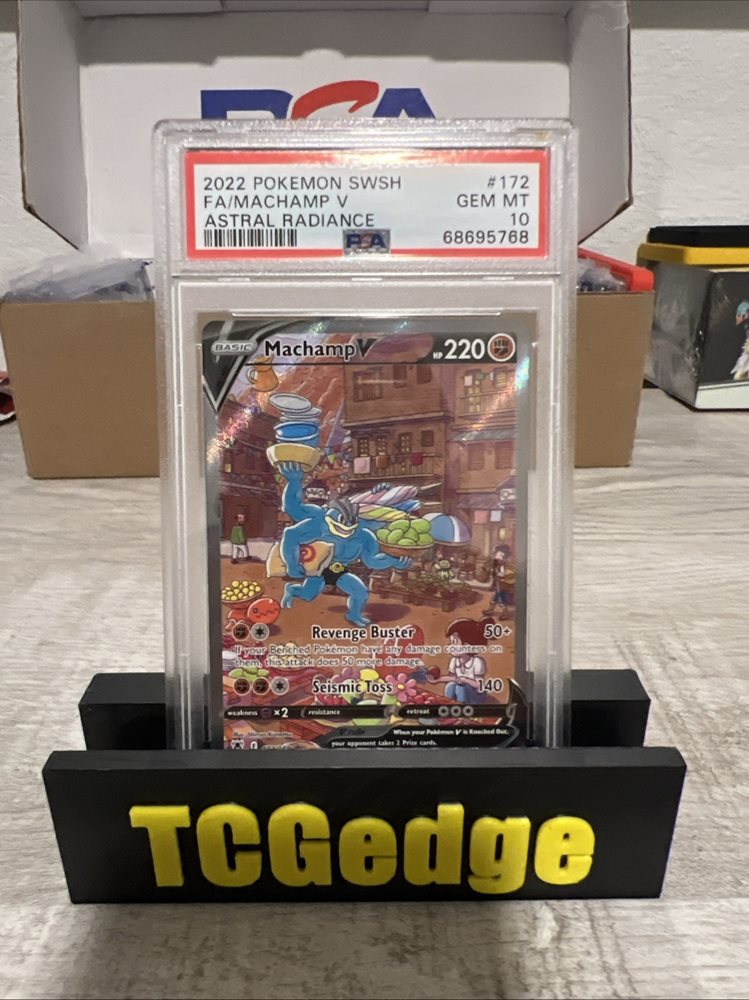 PSA
2022 POKEMON SWSH #172
FA/MACHAMP V GEM MT
ASTRAL RADIANCE 10
PSA 68695768
BASIC Machamp V HP 220
Revenge Buster 50+
If your Benched Pokémon have any damage counters on
them, this attack does 50 more damage.
Seismic Toss 140
weakness ×2 resistance retreat
V rule When your Pokémon V is Knocked Out,
your opponent takes 2 Prize cards.
TCGedge